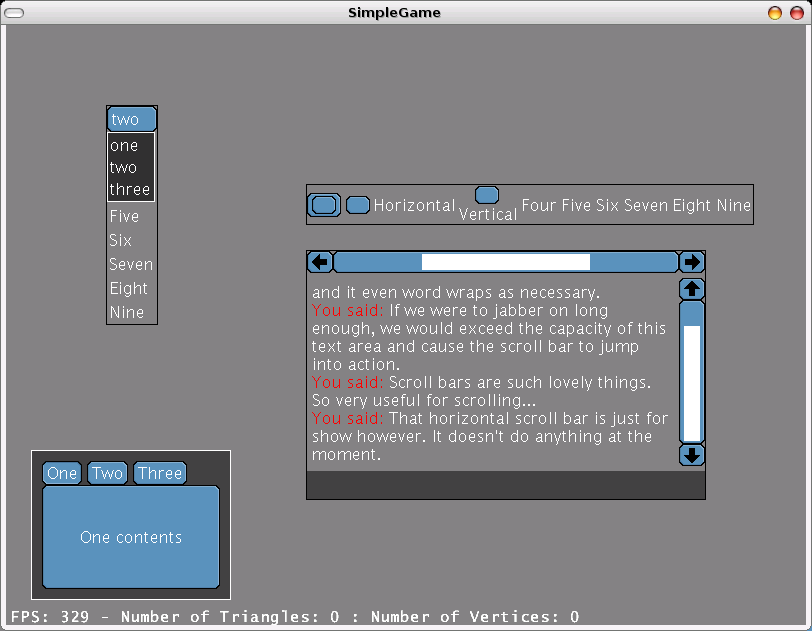 SimpleGame
two
one
two
three
Five
Six
Seven
Eight
Nine
Horizontal
Vertical
Four Five Six Seven Eight Nine
and it even word wraps as necessary.
You said: If we were to jabber on long
enough, we would exceed the capacity of this
text area and cause the scroll bar to jump
into action.
You said: Scroll bars are such lovely things.
So very useful for scrolling...
You said: That horizontal scroll bar is just for
show however. It doesn't do anything at the
moment.
One Two Three
One contents
FPS: 329 - Number of Triangles: 0 : Number of Vertices: 0